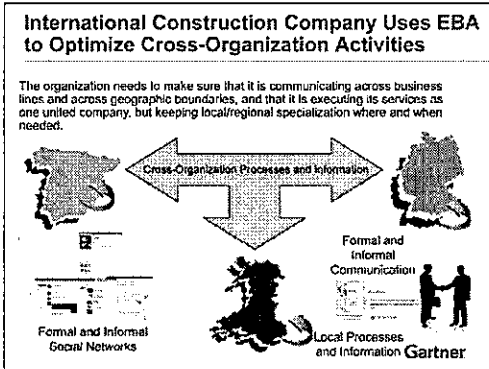 International Construction Company Uses EBA
to Optimize Cross-Organization Activities
The organization needs to make sure that it is communicating across business
lines and across geographic boundaries, and that it is executing its services as
one united company, but keeping local/regional specialization where and when
needed.
Cross-Organization Processes and Information
Formal and
Informal
Communication
Formal and Informal
Social Networks
Local Processes
and Information
Gartner